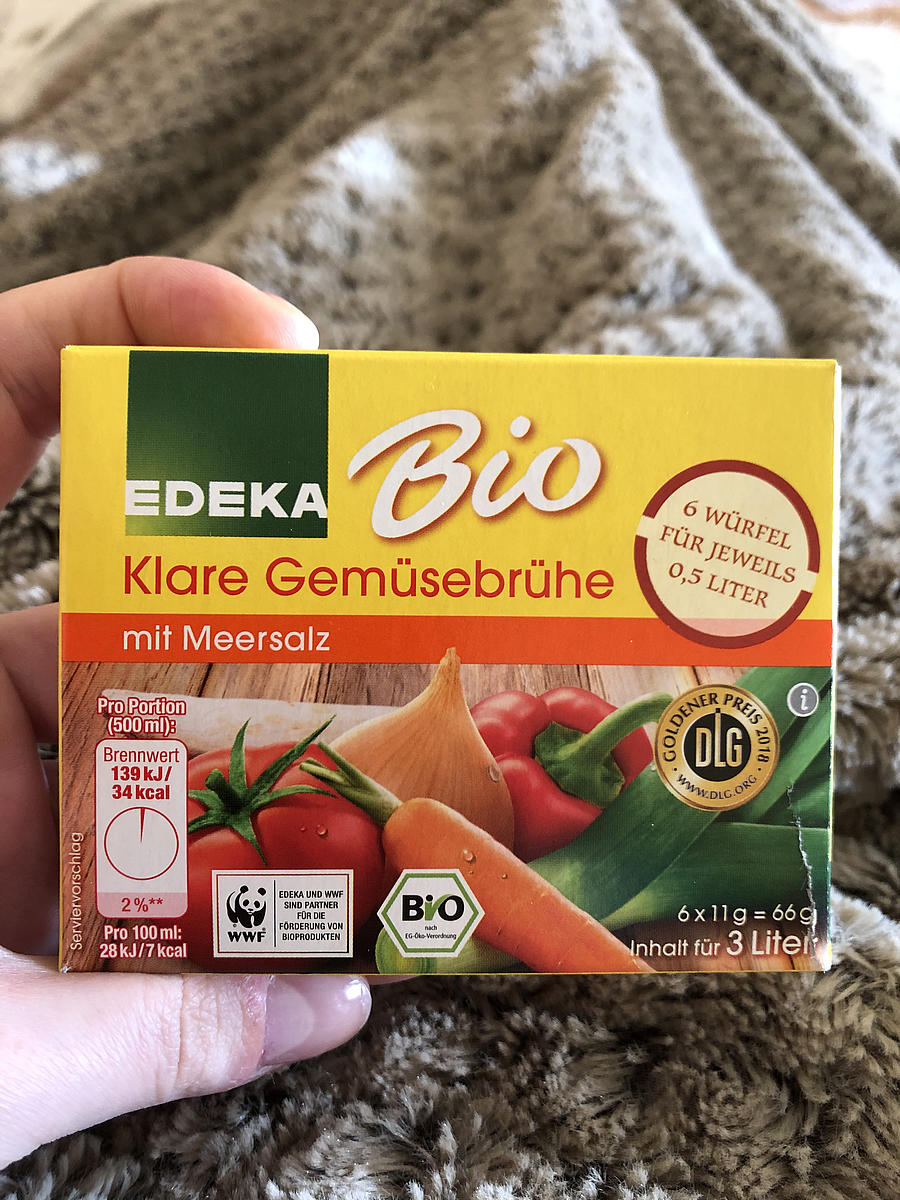 EDEKA
Bio
Klare Gemüsebrühe
mit Meersalz
6 WÜRFEL
FÜR JEWEILS
0,5 LITER
Pro Portion
(500 ml):
Brennwert
139 kJ/
34 kcal
2 %**
Pro 100 ml:
28 kJ/7 kcal
Serviervorschlag
WWF
EDEKA UND WWF
SIND PARTNER
FÜR DIE
FÖRDERUNG VON
BIOPRODUKTEN
BIO
nach
EG-Öko-Verordnung
GOLDENER PREIS 2018
DLG
WWW.DLG.ORG
i
6 x 11 g = 66 g
Inhalt für 3 Liter